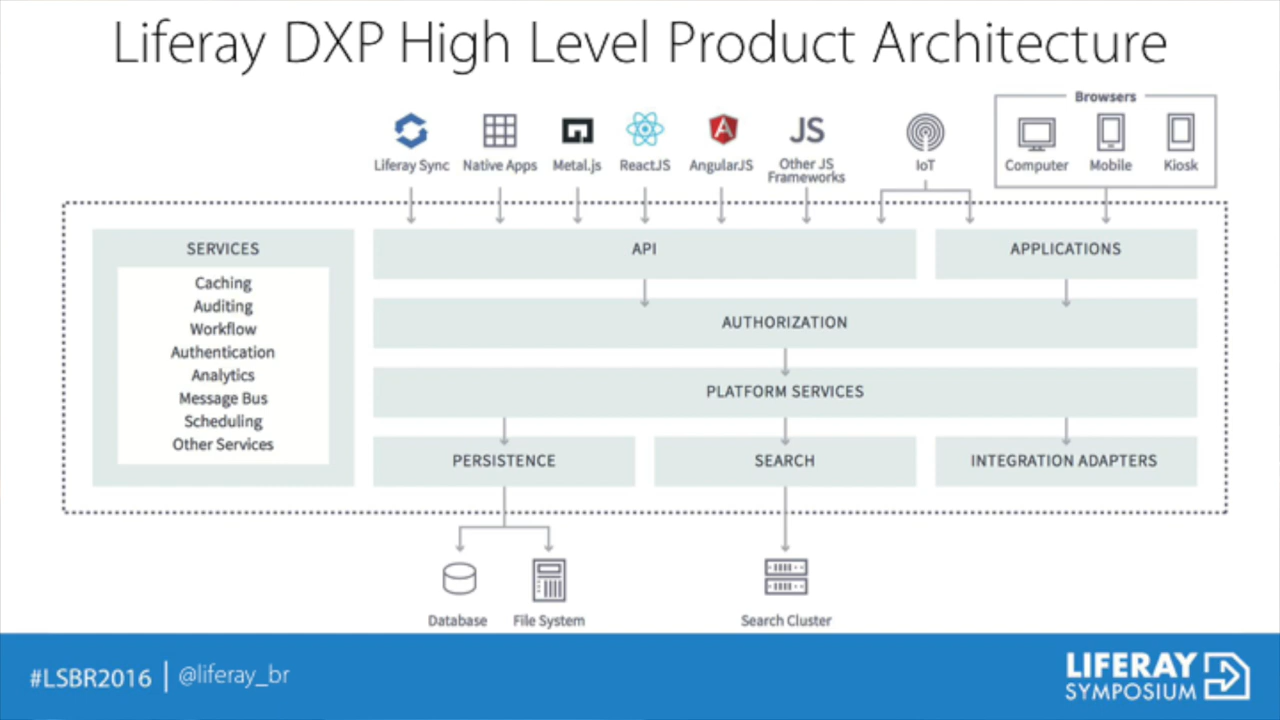 Liferay DXP High Level Product Architecture
Browsers
Liferay Sync
Native Apps
Metal.js
ReactJS
AngularJS
JS
Other JS
Frameworks
IoT
Computer
Mobile
Kiosk
SERVICES
Caching
Auditing
Workflow
Authentication
Analytics
Message Bus
Scheduling
Other Services
API
APPLICATIONS
AUTHORIZATION
PLATFORM SERVICES
PERSISTENCE
SEARCH
INTEGRATION ADAPTERS
Database
File System
Search Cluster
#LSBR2016
@liferay_br
LIFERAY
SYMPOSIUM